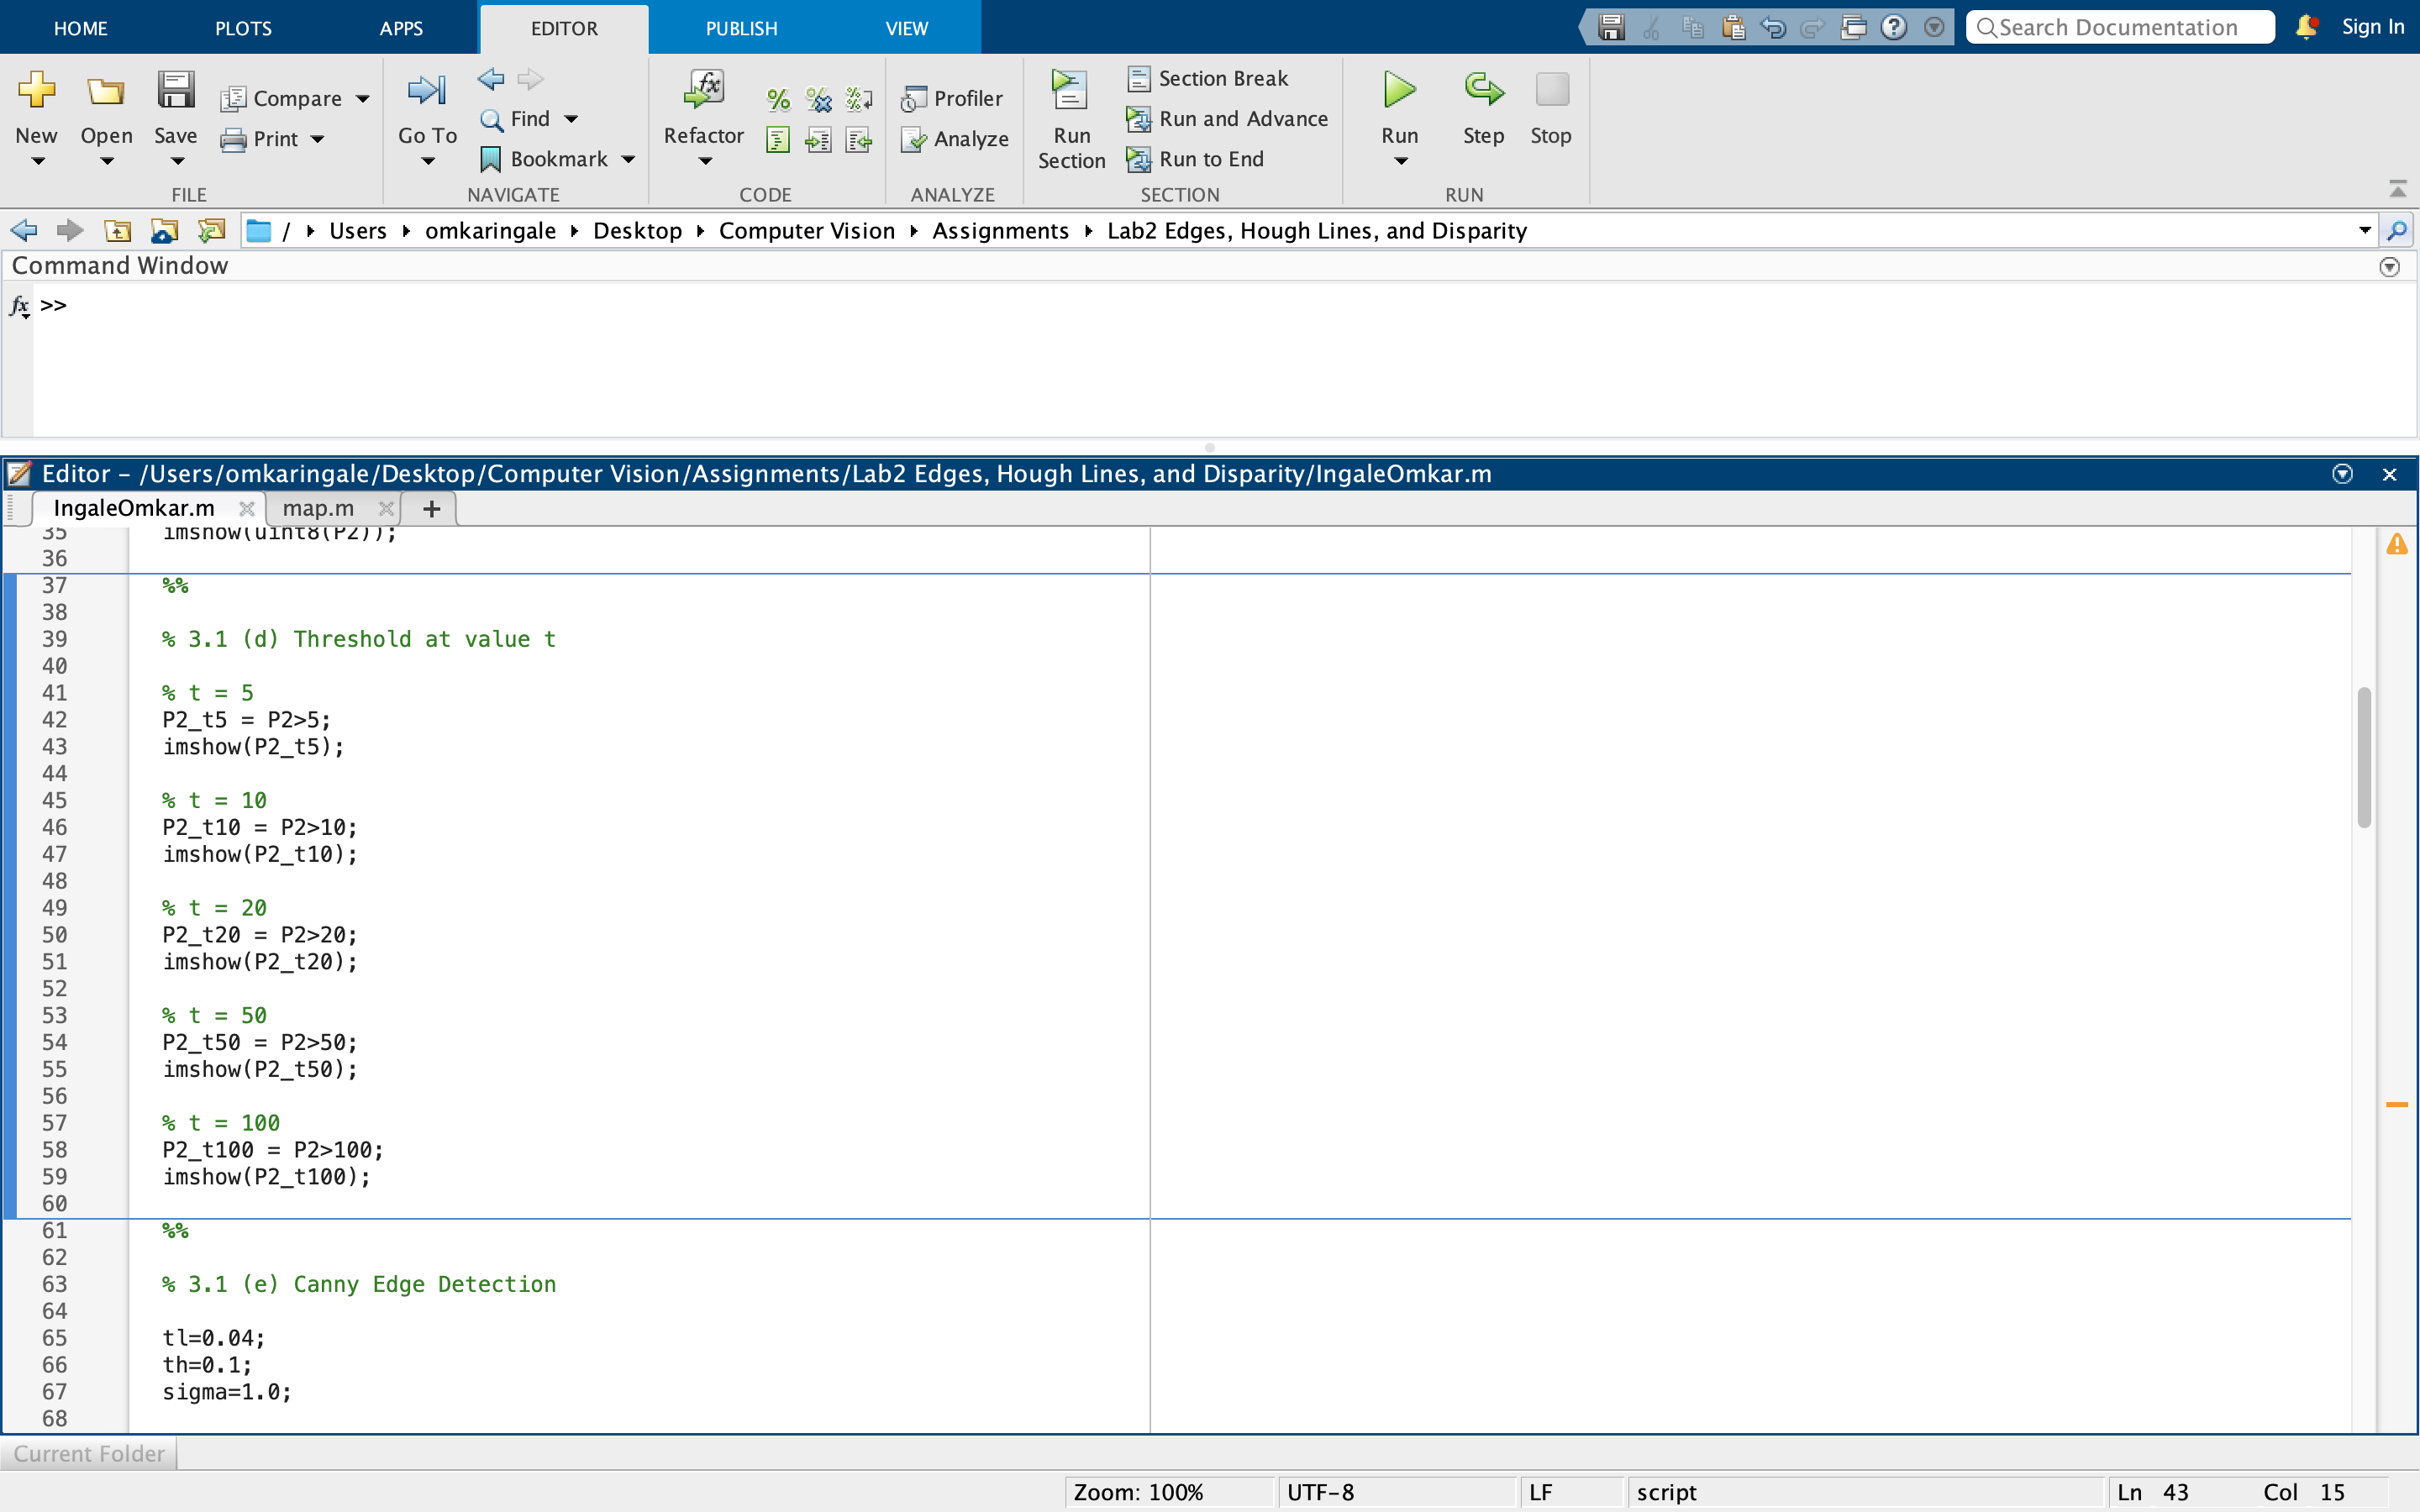 HOME PLOTS APPS EDITOR PUBLISH VIEW Search Documentation Sign In
New Open Save Compare Print
FILE
Go To Find Bookmark
NAVIGATE
Refactor
CODE
Profiler
Analyze
ANALYZE
Run Section
Section Break
Run and Advance
Run to End
SECTION
Run Step Stop
RUN
/ Users omkaringale Desktop Computer Vision Assignments Lab2 Edges, Hough Lines, and Disparity
Command Window
fx >>
Editor – /Users/omkaringale/Desktop/Computer Vision/Assignments/Lab2 Edges, Hough Lines, and Disparity/IngaleOmkar.m
IngaleOmkar.m map.m +
35 imshow(uint8(P2));
36
37 %%
38
39 % 3.1 (d) Threshold at value t
40
41 % t = 5
42 P2_t5 = P2>5;
43 imshow(P2_t5);
44
45 % t = 10
46 P2_t10 = P2>10;
47 imshow(P2_t10);
48
49 % t = 20
50 P2_t20 = P2>20;
51 imshow(P2_t20);
52
53 % t = 50
54 P2_t50 = P2>50;
55 imshow(P2_t50);
56
57 % t = 100
58 P2_t100 = P2>100;
59 imshow(P2_t100);
60
61 %%
62
63 % 3.1 (e) Canny Edge Detection
64
65 tl=0.04;
66 th=0.1;
67 sigma=1.0;
68
Current Folder
Zoom: 100% UTF-8 LF script Ln 43 Col 15